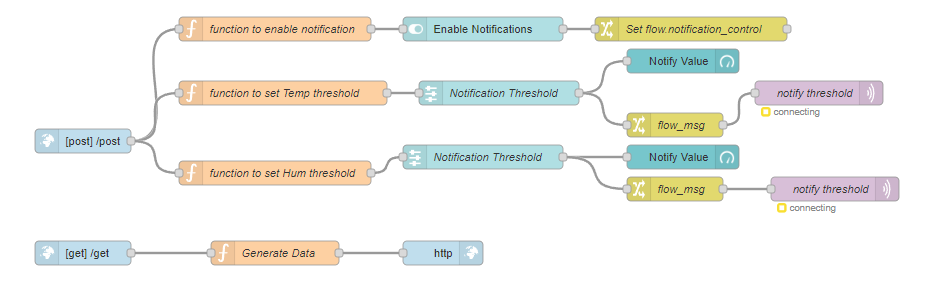 function to enable notification
Enable Notifications
Set flow.notification_control
Notify Value
function to set Temp threshold
Notification Threshold
notify threshold
connecting
flow_msg
[post] /post
Notify Value
Notification Threshold
function to set Hum threshold
flow_msg
notify threshold
connecting
[get] /get
Generate Data
http